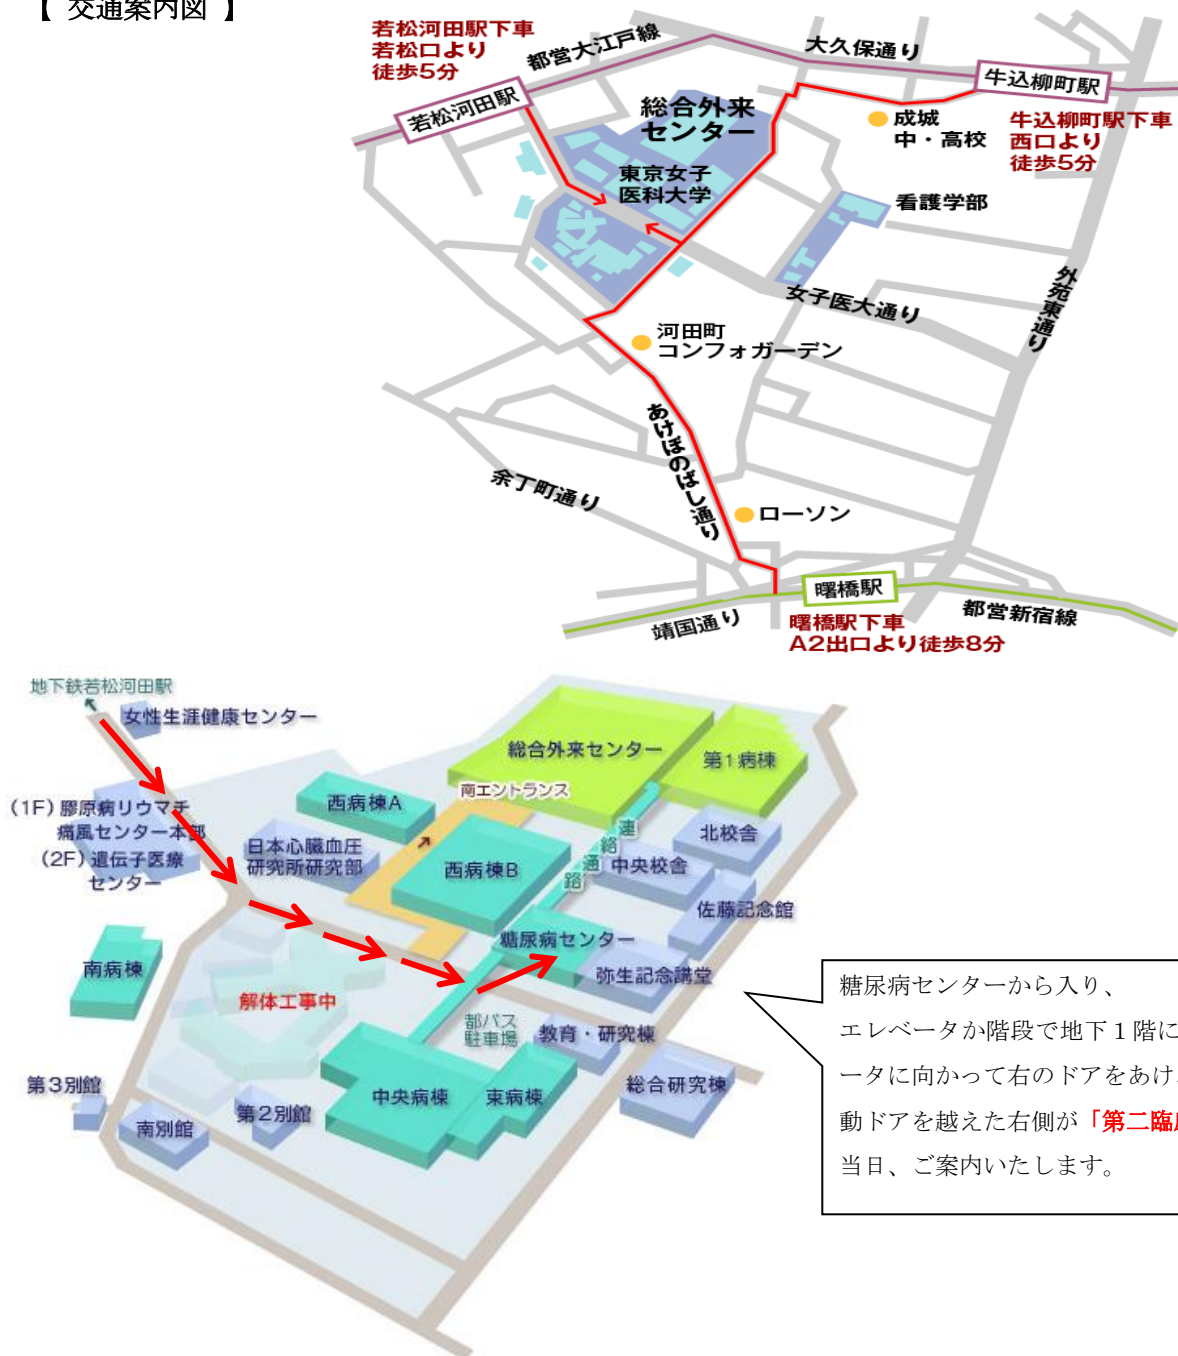 【 交通案内図 】
若松河田駅下車
若松口より
徒歩5分
都営大江戸線
大久保通り
若松河田駅
牛込柳町駅
総合外来
センター
成城
中・高校
牛込柳町駅下車
西口より
徒歩5分
東京女子
医科大学
看護学部
外苑東通り
女子医大通り
河田町
コンフォガーデン
あけぼのばし通り
余丁町通り
ローソン
曙橋駅
都営新宿線
靖国通り
曙橋駅下車
A2出口より徒歩8分
地下鉄若松河田駅
女性生涯健康センター
総合外来センター
第1病棟
南エントランス
西病棟A
(1F)膠原病リウマチ
痛風センター本部
(2F)遺伝子医療
センター
日本心臓血圧
研究所研究部
西病棟B
連絡通路
北校舎
中央校舎
佐藤記念館
糖尿病センター
弥生記念講堂
南病棟
解体工事中
都バス
駐車場
教育・研究棟
総合研究棟
中央病棟
東病棟
第3別館
第2別館
南別館
糖尿病センターから入り、
エレベータか階段で地下１階に
ータに向かって右のドアをあけ
動ドアを越えた右側が「第二臨
当日、ご案内いたします。